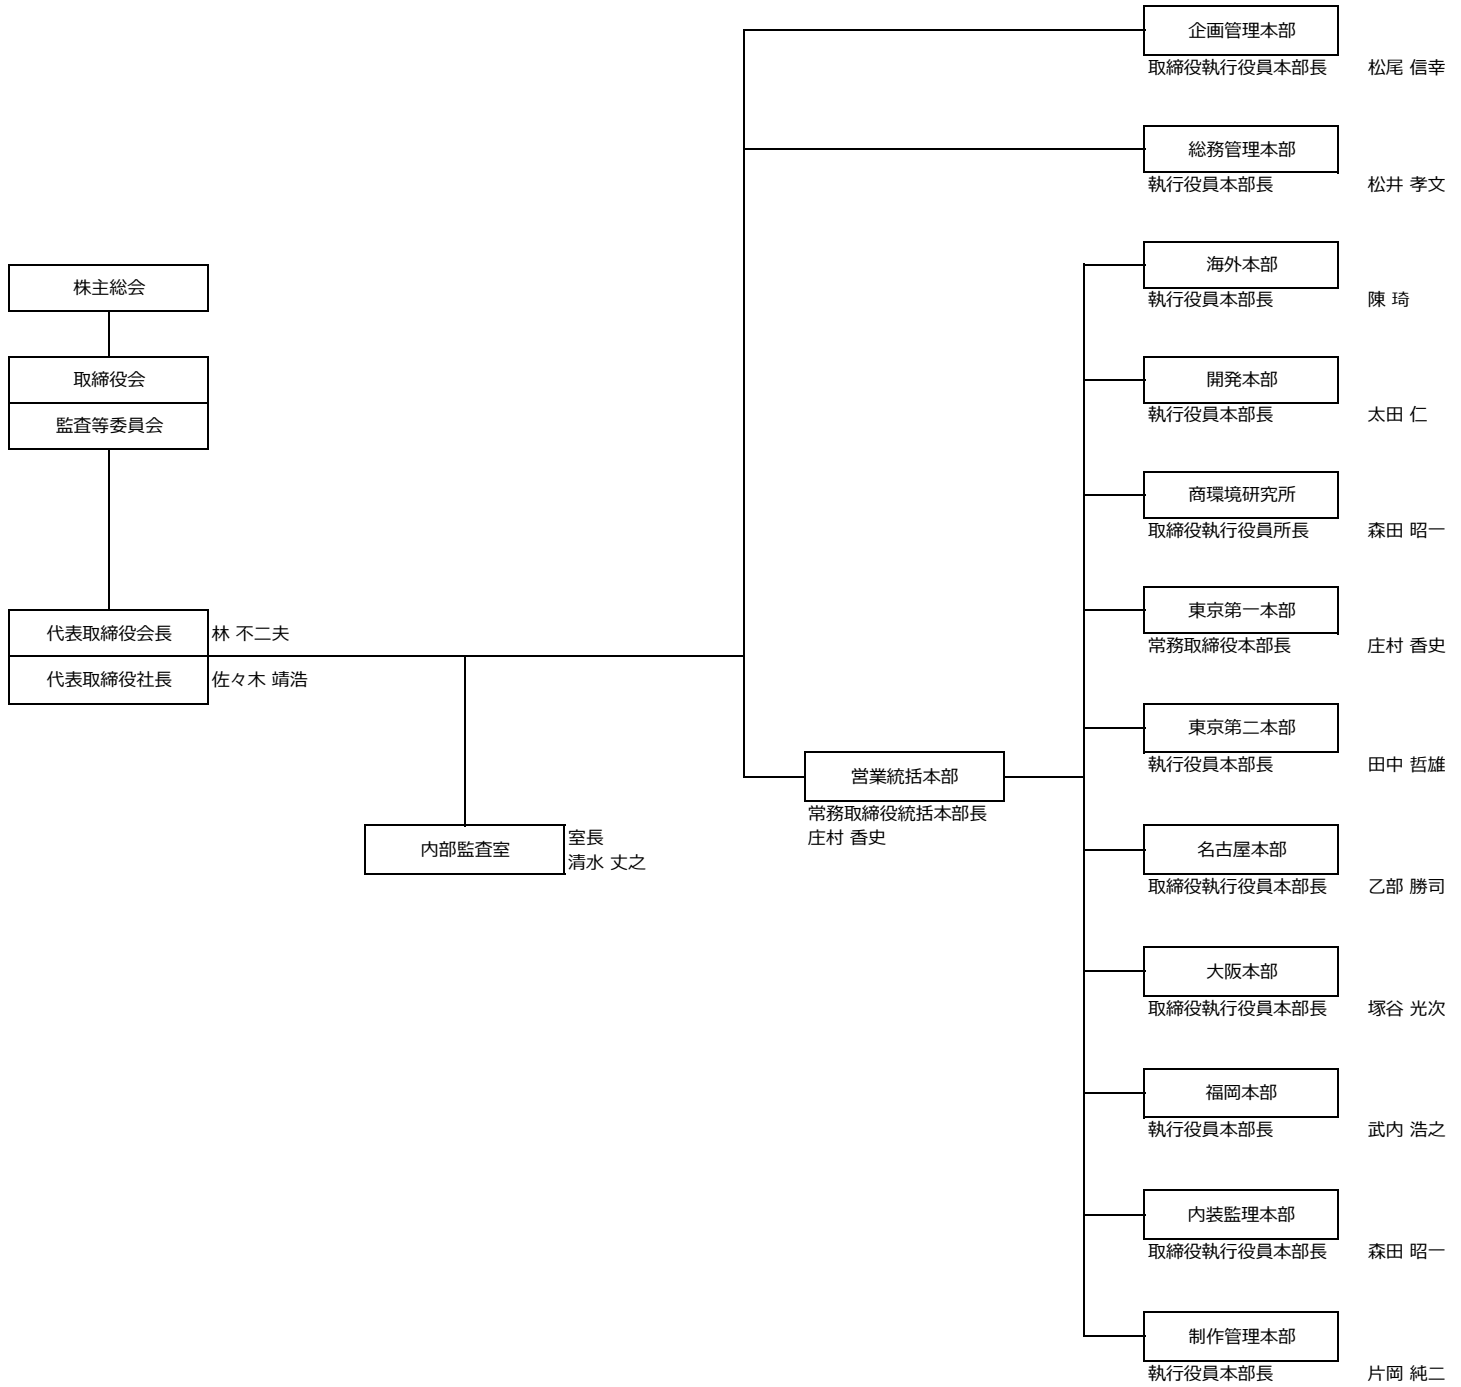 企画管理本部
取締役執行役員本部長 松尾 信幸
総務管理本部
執行役員本部長 松井 孝文
海外本部
執行役員本部長 陳 琦
株主総会
取締役会
監査等委員会
開発本部
執行役員本部長 太田 仁
商環境研究所
取締役執行役員所長 森田 昭一
代表取締役会長 林 不二夫
代表取締役社長 佐々木 靖浩
東京第一本部
常務取締役本部長 庄村 香史
東京第二本部
執行役員本部長 田中 哲雄
営業統括本部
常務取締役統括本部長
庄村 香史
内部監査室
室長
清水 丈之
名古屋本部
取締役執行役員本部長 乙部 勝司
大阪本部
取締役執行役員本部長 塚谷 光次
福岡本部
執行役員本部長 武内 浩之
内装監理本部
取締役執行役員本部長 森田 昭一
制作管理本部
執行役員本部長 片岡 純二